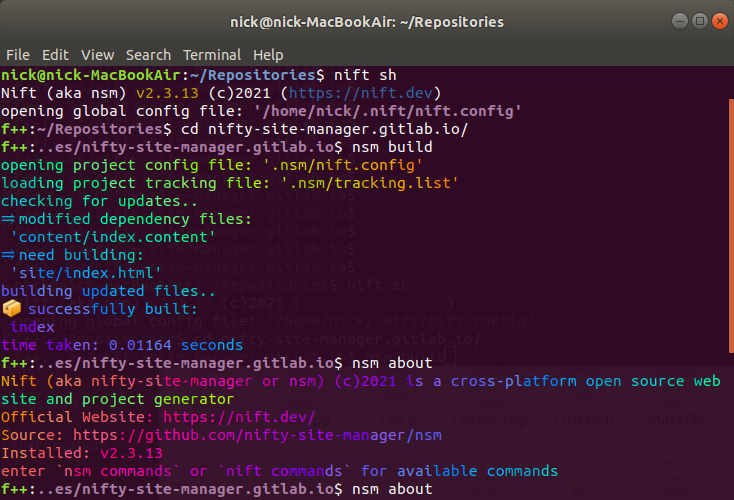 nick@nick-MacBookAir: ~/Repositories
File Edit View Search Terminal Help
nick@nick-MacBookAir:~/Repositories$ nift sh
Nift (aka nsm) v2.3.13 (c)2021 (https://nift.dev)
opening global config file: '/home/nick/.nift/nift.config'
f++:~/Repositories$ cd nifty-site-manager.gitlab.io/
f++:..es/nifty-site-manager.gitlab.io$ nsm build
opening project config file: '.nsm/nift.config'
loading project tracking file: '.nsm/tracking.list'
checking for updates..
⇒ modified dependency files:
'content/index.content'
⇒ need building:
'site/index.html'
building updated files..
📦 successfully built:
index
time taken: 0.01164 seconds
f++:..es/nifty-site-manager.gitlab.io$ nsm about
Nift (aka nifty-site-manager or nsm) (c)2021 is a cross-platform open source web
site and project generator
Official Website: https://nift.dev/
Source: https://github.com/nifty-site-manager/nsm
Installed: v2.3.13
enter `nsm commands` or `nift commands` for available commands
f++:..es/nifty-site-manager.gitlab.io$ nsm about